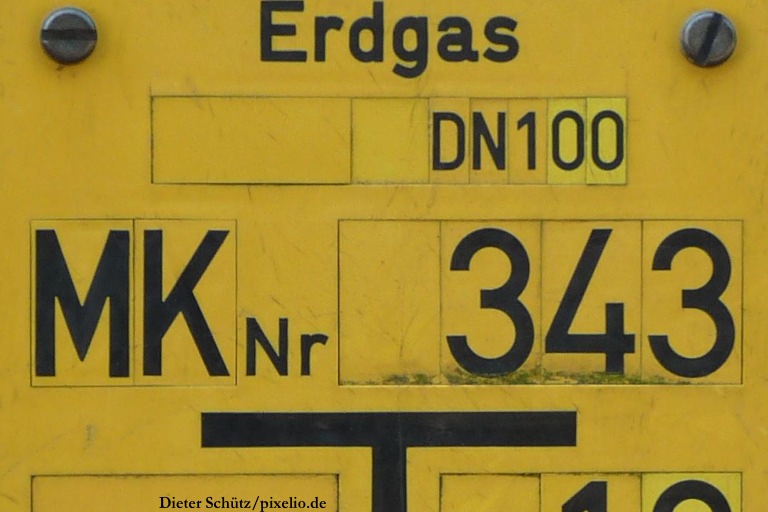 Erdgas
DN100
MK Nr 343
Dieter Schütz/pixelio.de